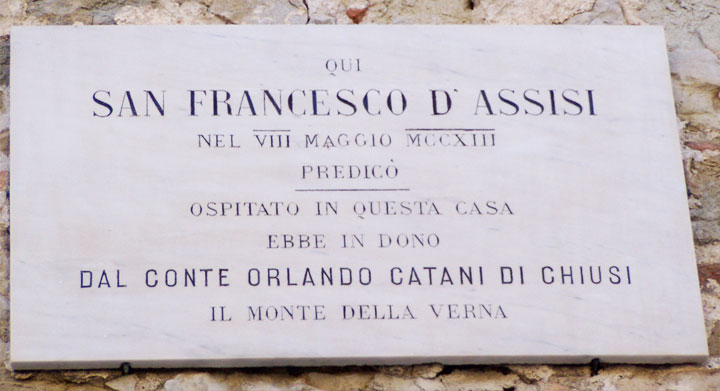 QUI
SAN FRANCESCO D'ASSISI
NEL VIII MAGGIO MCCXIII
PREDICÒ
OSPITATO IN QUESTA CASA
EBBE IN DONO
DAL CONTE ORLANDO CATANI DI CHIUSI
IL MONTE DELLA VERNA